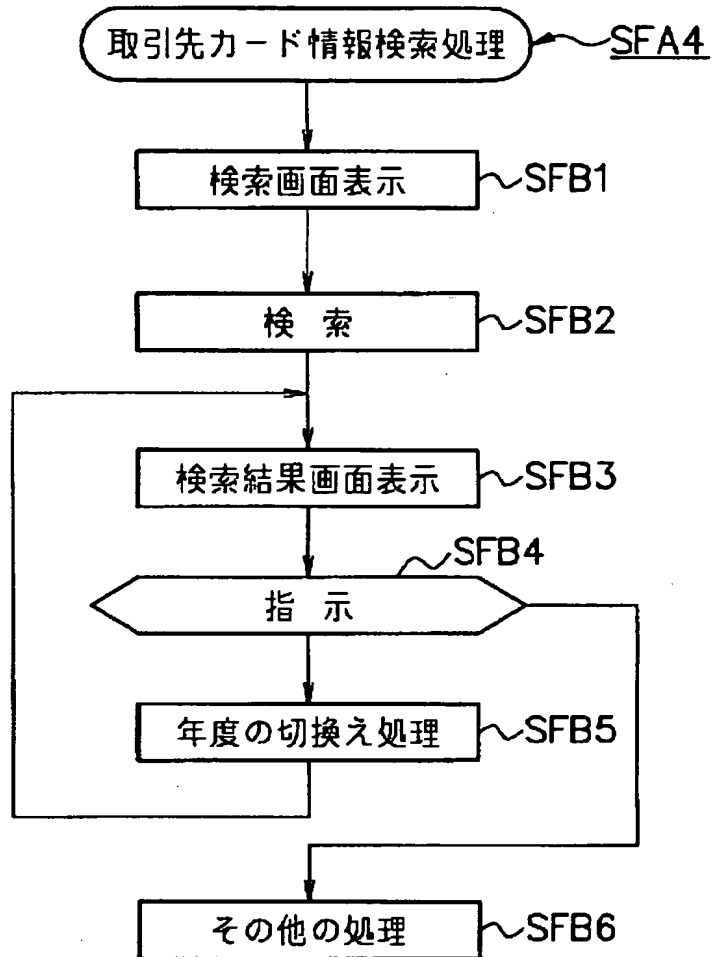 取引先カード情報検索処理 SFA4
検索画面表示 SFB1
検 索 SFB2
検索結果画面表示 SFB3
SFB4
指 示
年度の切換え処理 SFB5
その他の処理 SFB6